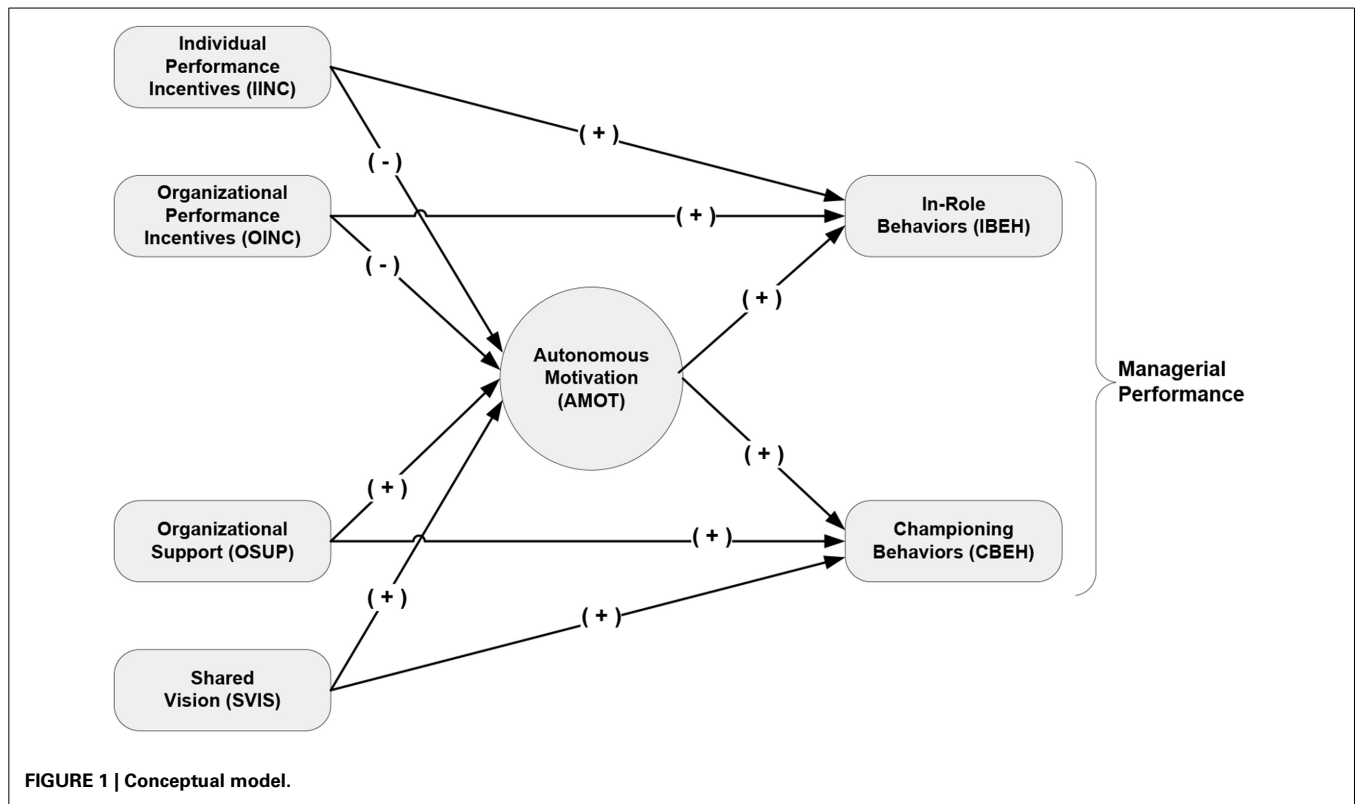 Individual
Performance
Incentives (IINC)
( + )
( - )
Organizational
Performance
Incentives (OINC)
( + )
( - )
In-Role
Behaviors (IBEH)
( + )
Autonomous
Motivation
(AMOT)
Managerial
Performance
( + )
( + )
Organizational
Support (OSUP)
( + )
Championing
Behaviors (CBEH)
( + )
( + )
Shared
Vision (SVIS)
FIGURE 1 | Conceptual model.